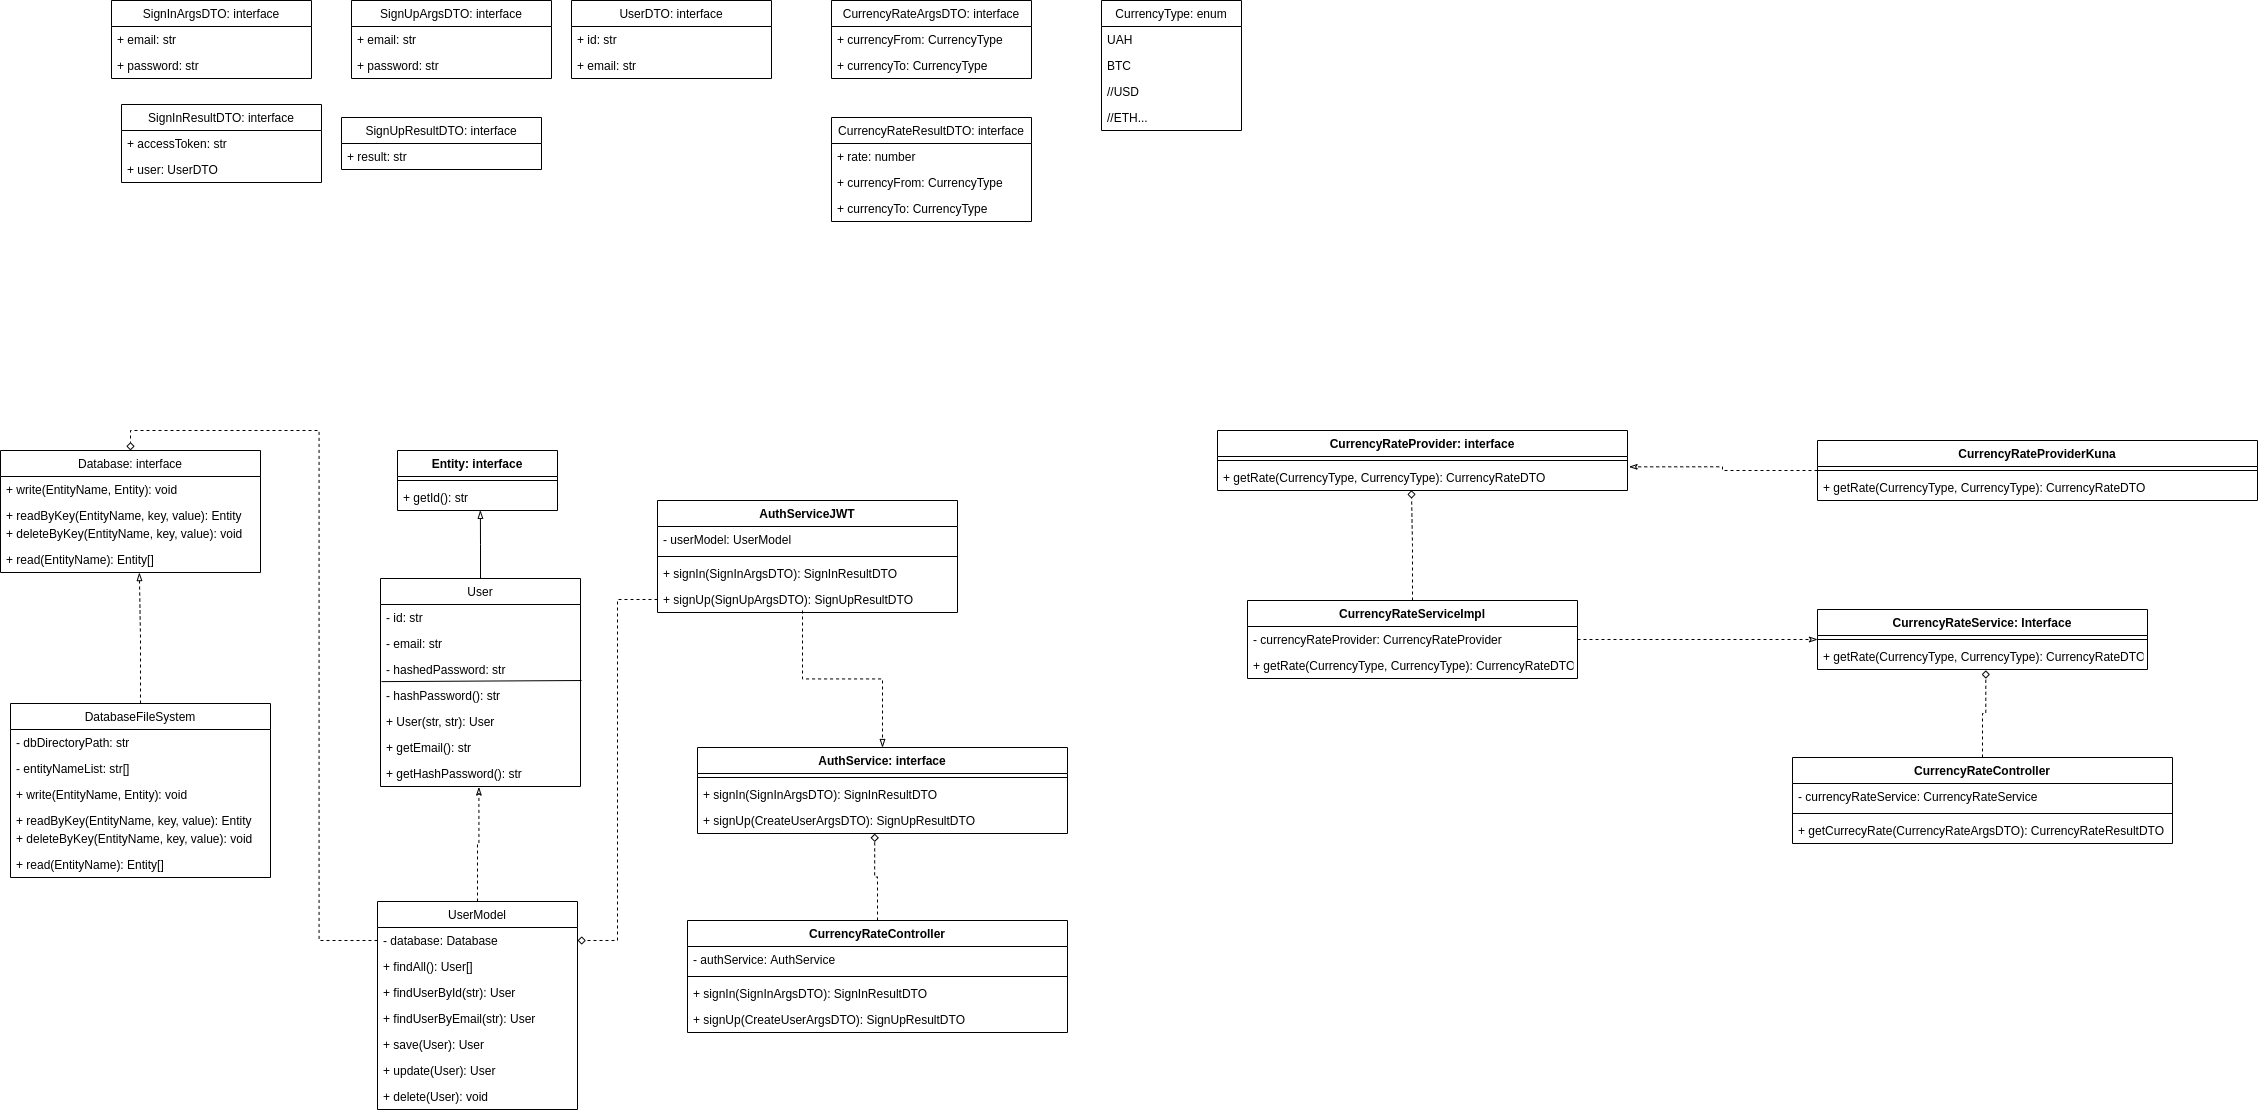 SignInArgsDTO: interface
+ email: str
+ password: str
SignUpArgsDTO: interface
+ email: str
+ password: str
UserDTO: interface
+ id: str
+ email: str
CurrencyRateArgsDTO: interface
+ currencyFrom: CurrencyType
+ currencyTo: CurrencyType
CurrencyType: enum
UAH
BTC
//USD
//ETH...
SignInResultDTO: interface
+ accessToken: str
+ user: UserDTO
SignUpResultDTO: interface
+ result: str
CurrencyRateResultDTO: interface
+ rate: number
+ currencyFrom: CurrencyType
+ currencyTo: CurrencyType
Database: interface
+ write(EntityName, Entity): void
+ readByKey(EntityName, key, value): Entity
+ deleteByKey(EntityName, key, value): void
+ read(EntityName): Entity[]
DatabaseFileSystem
- dbDirectoryPath: str
- entityNameList: str[]
+ write(EntityName, Entity): void
+ readByKey(EntityName, key, value): Entity
+ deleteByKey(EntityName, key, value): void
+ read(EntityName): Entity[]
Entity: interface
+ getId(): str
User
- id: str
- email: str
- hashedPassword: str
- hashPassword(): str
+ User(str, str): User
+ getEmail(): str
+ getHashPassword(): str
UserModel
- database: Database
+ findAll(): User[]
+ findUserById(str): User
+ findUserByEmail(str): User
+ save(User): User
+ update(User): User
+ delete(User): void
AuthServiceJWT
- userModel: UserModel
+ signIn(SignInArgsDTO): SignInResultDTO
+ signUp(SignUpArgsDTO): SignUpResultDTO
AuthService: interface
+ signIn(SignInArgsDTO): SignInResultDTO
+ signUp(CreateUserArgsDTO): SignUpResultDTO
CurrencyRateController
- authService: AuthService
+ signIn(SignInArgsDTO): SignInResultDTO
+ signUp(CreateUserArgsDTO): SignUpResultDTO
CurrencyRateProvider: interface
+ getRate(CurrencyType, CurrencyType): CurrencyRateDTO
CurrencyRateProviderKuna
+ getRate(CurrencyType, CurrencyType): CurrencyRateDTO
CurrencyRateServiceImpl
- currencyRateProvider: CurrencyRateProvider
+ getRate(CurrencyType, CurrencyType): CurrencyRateDTO
CurrencyRateService: Interface
+ getRate(CurrencyType, CurrencyType): CurrencyRateDTO
CurrencyRateController
- currencyRateService: CurrencyRateService
+ getCurrecyRate(CurrencyRateArgsDTO): CurrencyRateResultDTO